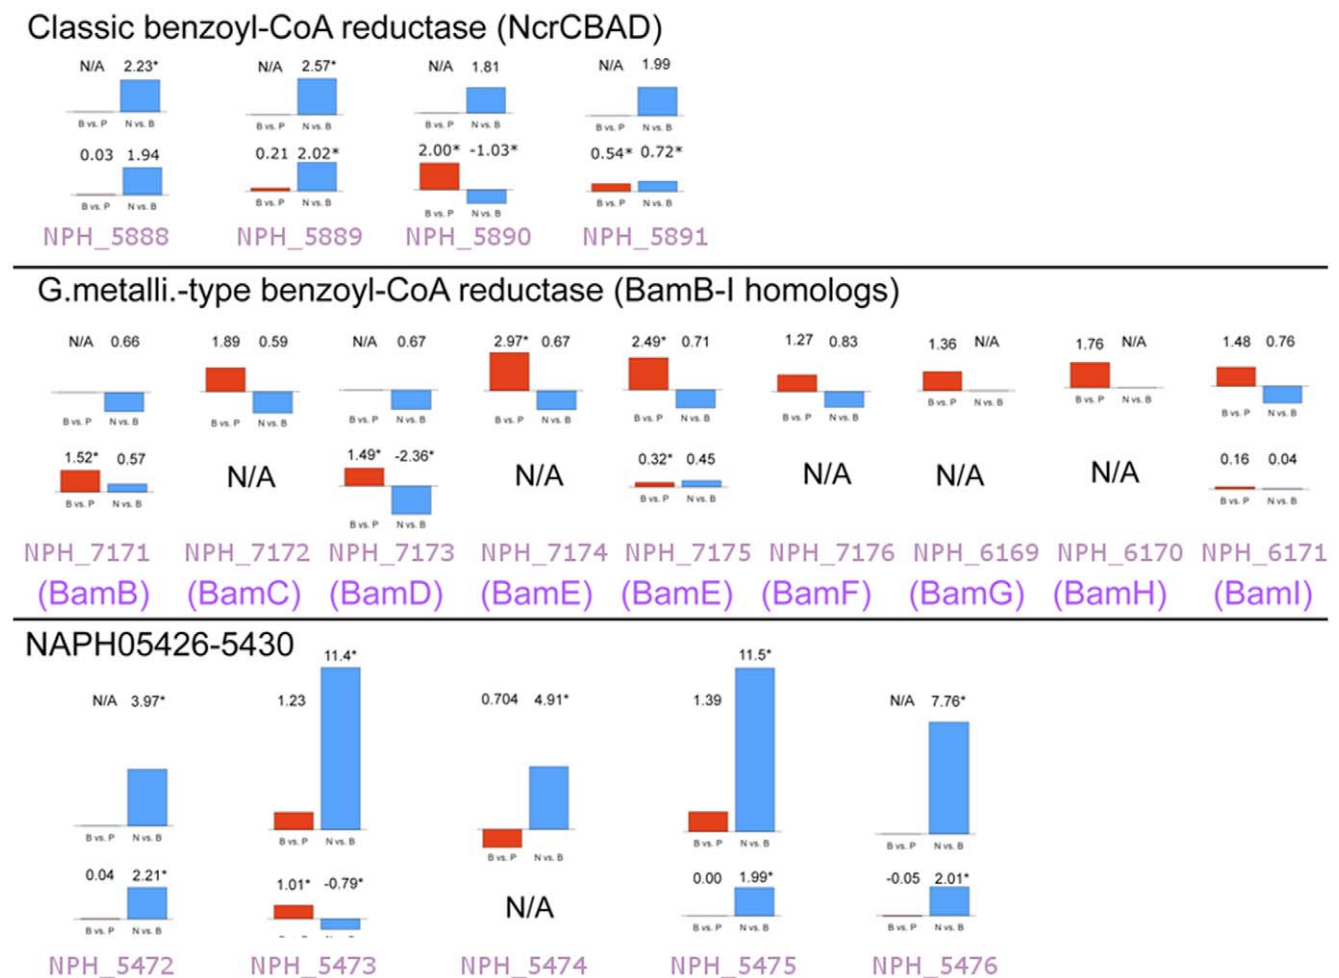 Classic benzoyl-CoA reductase (NcrCBAD)
N/A 2.23* N/A 2.57* N/A 1.81 N/A 1.99
B vs. P N vs. B B vs. P N vs. B B vs. P N vs. B B vs. P N vs. B
0.03 1.94 0.21 2.02* 2.00* -1.03* 0.54* 0.72*
B vs. P N vs. B B vs. P N vs. B B vs. P N vs. B B vs. P N vs. B
NPH_5888 NPH_5889 NPH_5890 NPH_5891
G.metalli.-type benzoyl-CoA reductase (BamB-I homologs)
N/A 0.66 1.89 0.59 N/A 0.67 2.97* 0.67 2.49* 0.71 1.27 0.83 1.36 N/A 1.76 N/A 1.48 0.76
B vs. P N vs. B B vs. P N vs. B B vs. P N vs. B B vs. P N vs. B B vs. P N vs. B B vs. P N vs. B B vs. P N vs. B B vs. P N vs. B B vs. P N vs. B
1.52* 0.57 N/A 1.49* -2.36* N/A 0.32* 0.45 N/A N/A N/A 0.16 0.04
B vs. P N vs. B B vs. P N vs. B B vs. P N vs. B B vs. P N vs. B
NPH_7171 NPH_7172 NPH_7173 NPH_7174 NPH_7175 NPH_7176 NPH_6169 NPH_6170 NPH_6171
(BamB) (BamC) (BamD) (BamE) (BamE) (BamF) (BamG) (BamH) (BamI)
NAPH05426-5430
N/A 3.97* 1.23 11.4* 0.704 4.91* 1.39 11.5* N/A 7.76*
B vs. P N vs. B B vs. P N vs. B B vs. P N vs. B B vs. P N vs. B B vs. P N vs. B
0.04 2.21* 1.01* -0.79* N/A 0.00 1.99* -0.05 2.01*
B vs. P N vs. B B vs. P N vs. B B vs. P N vs. B
NPH_5472 NPH_5473 NPH_5474 NPH_5475 NPH_5476